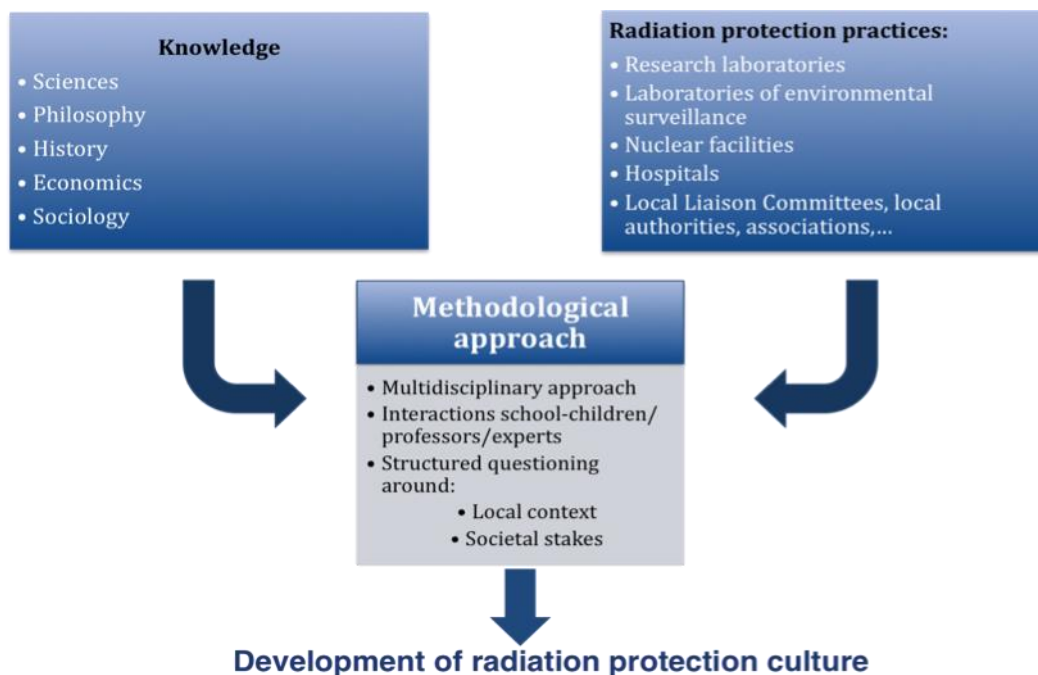 Knowledge
• Sciences
• Philosophy
• History
• Economics
• Sociology
Radiation protection practices:
• Research laboratories
• Laboratories of environmental
surveillance
• Nuclear facilities
• Hospitals
• Local Liaison Committees, local
authorities, associations,...
Methodological
approach
• Multidisciplinary approach
• Interactions school-children/
professors/experts
• Structured questioning
around:
• Local context
• Societal stakes
Development of radiation protection culture